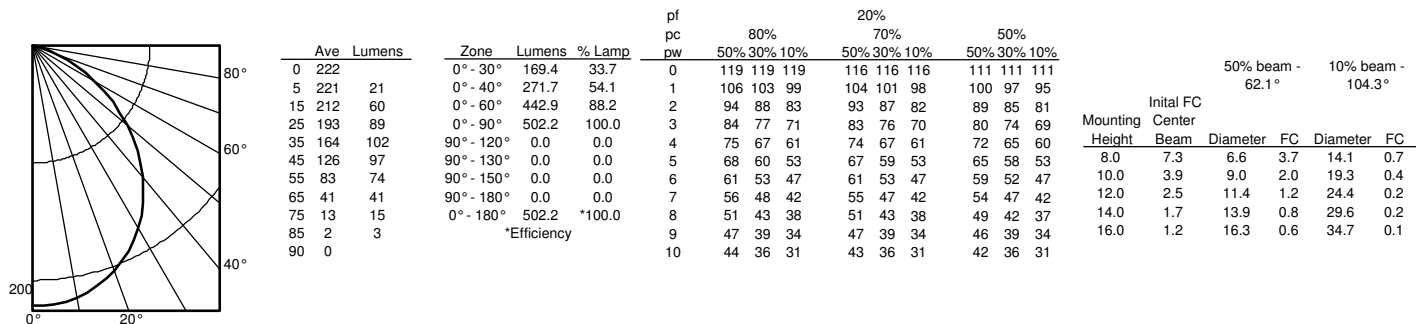 80°
60°
40°
200
0° 20°
Ave Lumens
0 222
5 221 21
15 212 60
25 193 89
35 164 102
45 126 97
55 83 74
65 41 41
75 13 15
85 2 3
90 0
Zone Lumens % Lamp
0° - 30° 169.4 33.7
0° - 40° 271.7 54.1
0° - 60° 442.9 88.2
0° - 90° 502.2 100.0
90° - 120° 0.0 0.0
90° - 130° 0.0 0.0
90° - 150° 0.0 0.0
90° - 180° 0.0 0.0
0° - 180° 502.2 *100.0
*Efficiency
pf 20%
pc 80% 70% 50%
pw 50% 30% 10% 50% 30% 10% 50% 30% 10%
0 119 119 119 116 116 116 111 111 111
1 106 103 99 104 101 98 100 97 95
2 94 88 83 93 87 82 89 85 81
3 84 77 71 83 76 70 80 74 69
4 75 67 61 74 67 61 72 65 60
5 68 60 53 67 59 53 65 58 53
6 61 53 47 61 53 47 59 52 47
7 56 48 42 55 47 42 54 47 42
8 51 43 38 51 43 38 49 42 37
9 47 39 34 47 39 34 46 39 34
10 44 36 31 43 36 31 42 36 31
50% beam - 10% beam -
62.1° 104.3°
Inital FC
Mounting Center
Height Beam Diameter FC Diameter FC
8.0 7.3 6.6 3.7 14.1 0.7
10.0 3.9 9.0 2.0 19.3 0.4
12.0 2.5 11.4 1.2 24.4 0.2
14.0 1.7 13.9 0.8 29.6 0.2
16.0 1.2 16.3 0.6 34.7 0.1